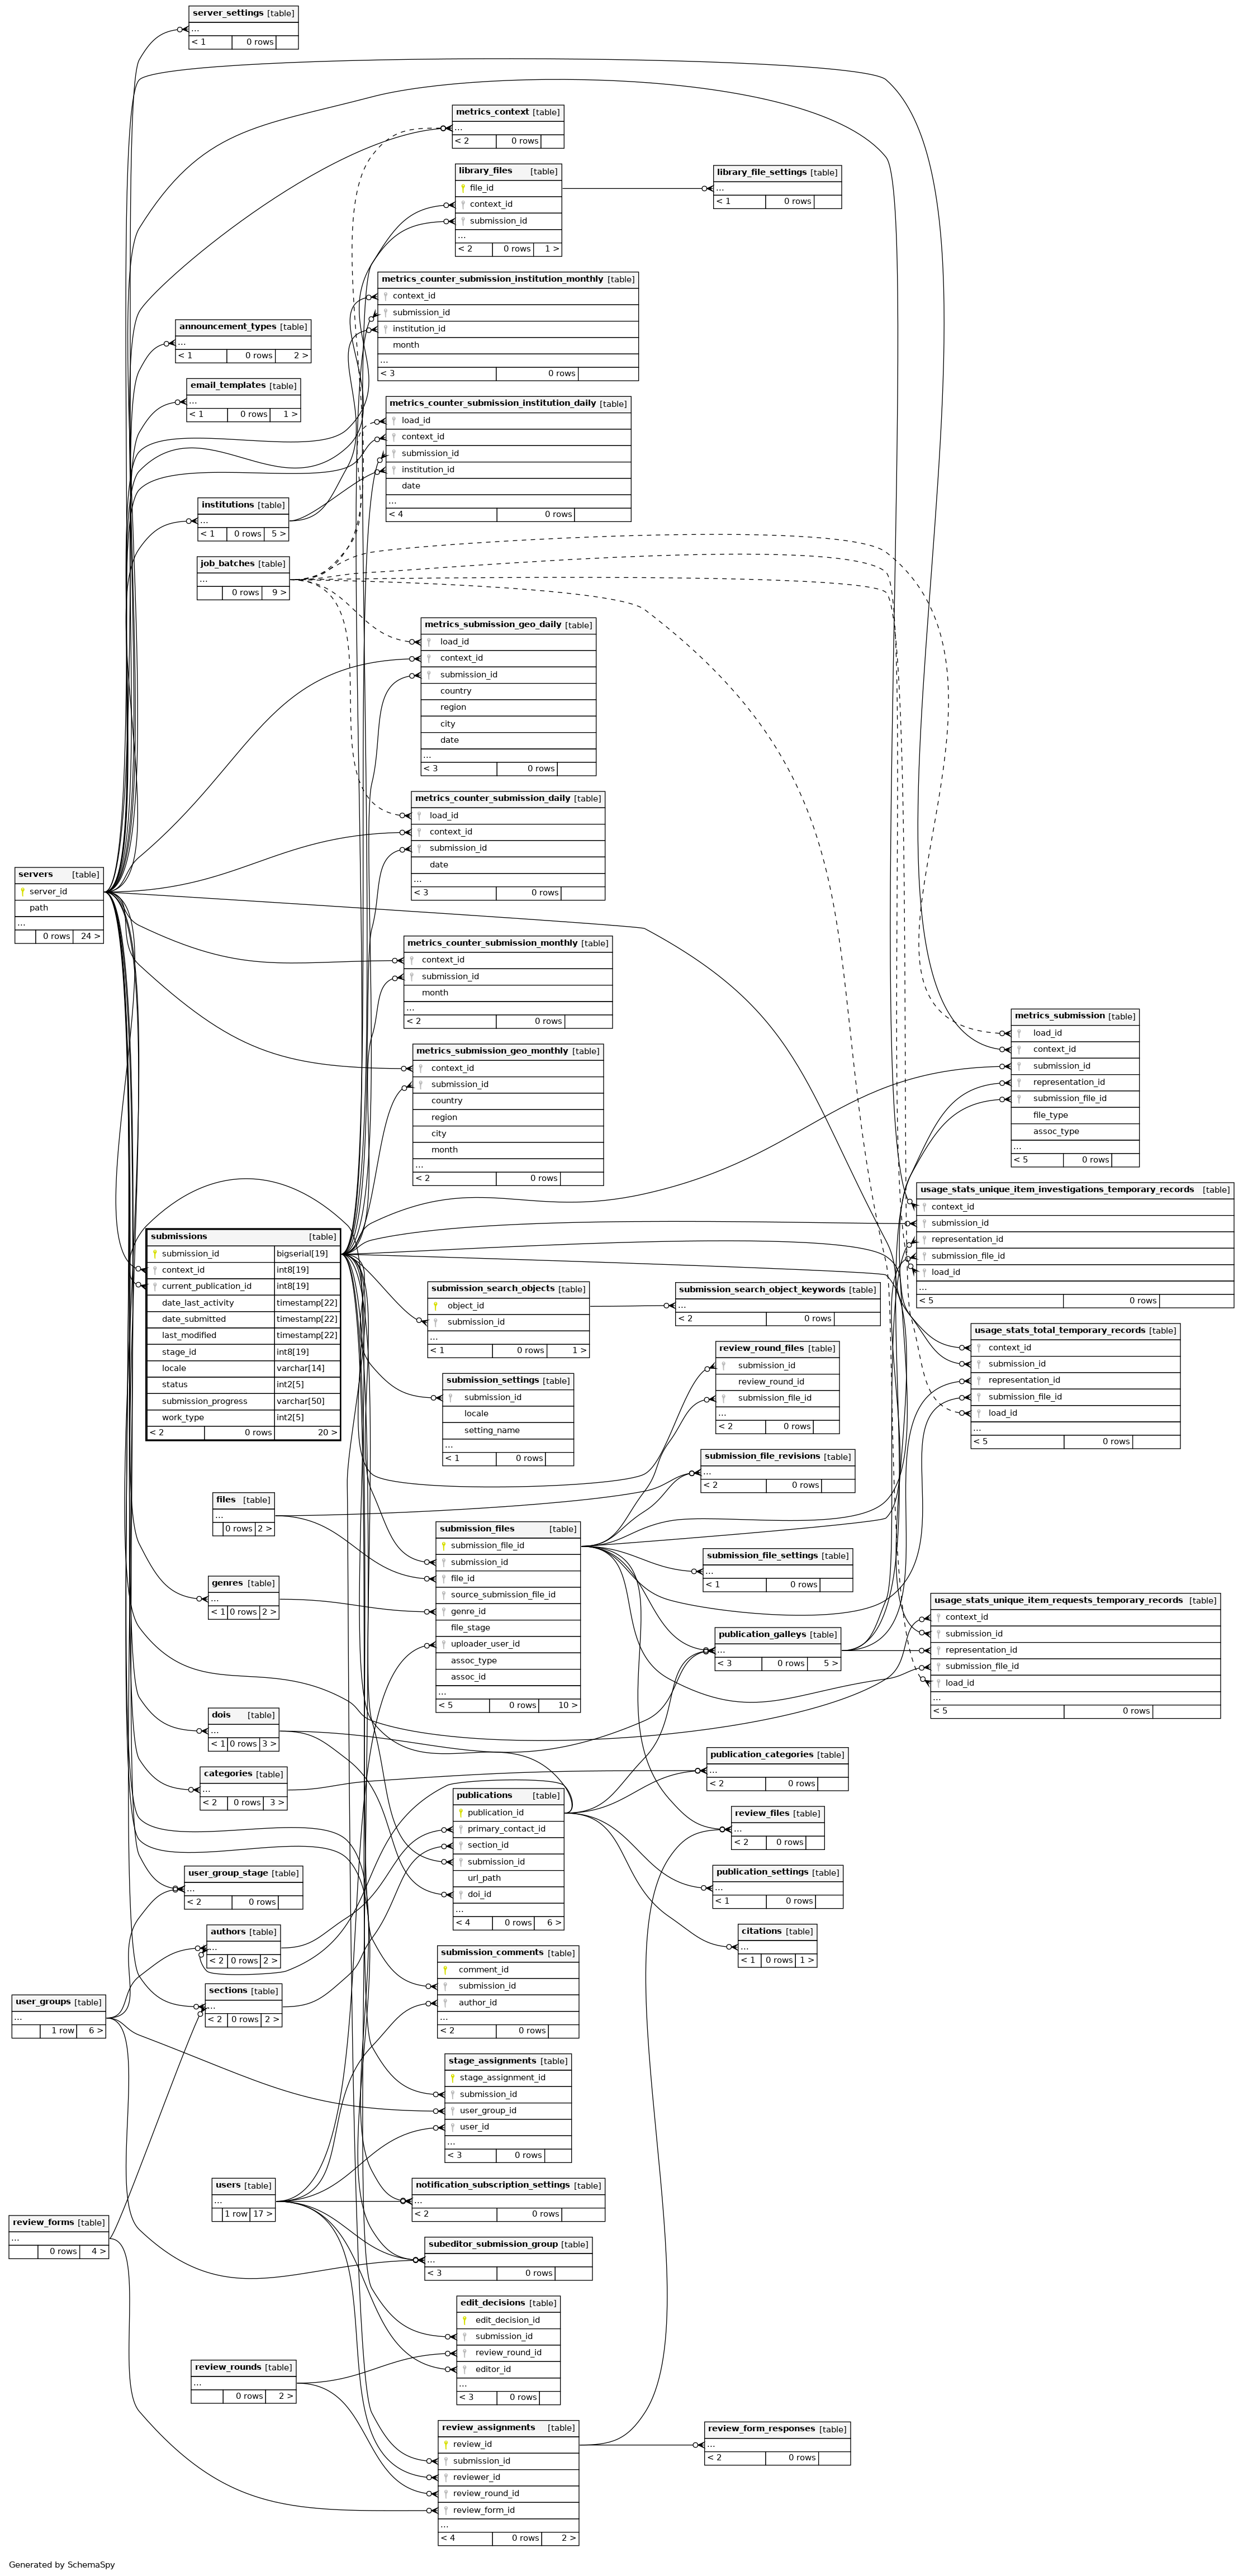 server_settings [table]
...
< 1 0 rows
metrics_context [table]
...
< 2 0 rows
library_files [table]
file_id
context_id
submission_id
...
< 2 0 rows 1 >
library_file_settings [table]
...
< 1 0 rows
metrics_counter_submission_institution_monthly [table]
context_id
submission_id
institution_id
month
...
< 3 0 rows
announcement_types [table]
...
< 1 0 rows 2 >
email_templates [table]
...
< 1 0 rows 1 >
metrics_counter_submission_institution_daily [table]
load_id
context_id
submission_id
institution_id
date
...
< 4 0 rows
institutions [table]
...
< 1 0 rows 5 >
job_batches [table]
...
0 rows 9 >
metrics_submission_geo_daily [table]
load_id
context_id
submission_id
country
region
city
date
...
< 3 0 rows
metrics_counter_submission_daily [table]
load_id
context_id
submission_id
date
...
< 3 0 rows
servers [table]
server_id
path
...
0 rows 24 >
metrics_counter_submission_monthly [table]
context_id
submission_id
month
...
< 2 0 rows
metrics_submission_geo_monthly [table]
context_id
submission_id
country
region
city
month
...
< 2 0 rows
metrics_submission [table]
load_id
context_id
submission_id
representation_id
submission_file_id
file_type
assoc_type
...
< 5 0 rows
usage_stats_unique_item_investigations_temporary_records [table]
context_id
submission_id
representation_id
submission_file_id
load_id
...
< 5 0 rows
submissions [table]
submission_id bigserial[19]
context_id int8[19]
current_publication_id int8[19]
date_last_activity timestamp[22]
date_submitted timestamp[22]
last_modified timestamp[22]
stage_id int8[19]
locale varchar[14]
status int2[5]
submission_progress varchar[50]
work_type int2[5]
< 2 0 rows 20 >
submission_search_objects [table]
object_id
submission_id
...
< 1 0 rows 1 >
submission_search_object_keywords [table]
...
< 2 0 rows
usage_stats_total_temporary_records [table]
context_id
submission_id
representation_id
submission_file_id
load_id
...
< 5 0 rows
review_round_files [table]
submission_id
review_round_id
submission_file_id
...
< 2 0 rows
submission_settings [table]
submission_id
locale
setting_name
...
< 1 0 rows
submission_file_revisions [table]
...
< 2 0 rows
files [table]
...
0 rows 2 >
submission_files [table]
submission_file_id
submission_id
file_id
source_submission_file_id
genre_id
file_stage
uploader_user_id
assoc_type
assoc_id
...
< 5 0 rows 10 >
submission_file_settings [table]
...
< 1 0 rows
genres [table]
...
< 1 0 rows 2 >
usage_stats_unique_item_requests_temporary_records [table]
context_id
submission_id
representation_id
submission_file_id
load_id
...
< 5 0 rows
publication_galleys [table]
...
< 3 0 rows 5 >
dois [table]
...
< 1 0 rows 3 >
publication_categories [table]
...
< 2 0 rows
categories [table]
...
< 2 0 rows 3 >
publications [table]
publication_id
primary_contact_id
section_id
submission_id
url_path
doi_id
...
< 4 0 rows 6 >
review_files [table]
...
< 2 0 rows
user_group_stage [table]
...
< 2 0 rows
publication_settings [table]
...
< 1 0 rows
authors [table]
...
< 2 0 rows 2 >
citations [table]
...
< 1 0 rows 1 >
submission_comments [table]
comment_id
submission_id
author_id
...
< 2 0 rows
sections [table]
...
< 2 0 rows 2 >
user_groups [table]
...
1 row 6 >
stage_assignments [table]
stage_assignment_id
submission_id
user_group_id
user_id
...
< 3 0 rows
users [table]
...
1 row 17 >
notification_subscription_settings [table]
...
< 2 0 rows
review_forms [table]
...
0 rows 4 >
subeditor_submission_group [table]
...
< 3 0 rows
edit_decisions [table]
edit_decision_id
submission_id
review_round_id
editor_id
...
< 3 0 rows
review_rounds [table]
...
0 rows 2 >
review_assignments [table]
review_id
submission_id
reviewer_id
review_round_id
review_form_id
...
< 4 0 rows 2 >
review_form_responses [table]
...
< 2 0 rows
Generated by SchemaSpy